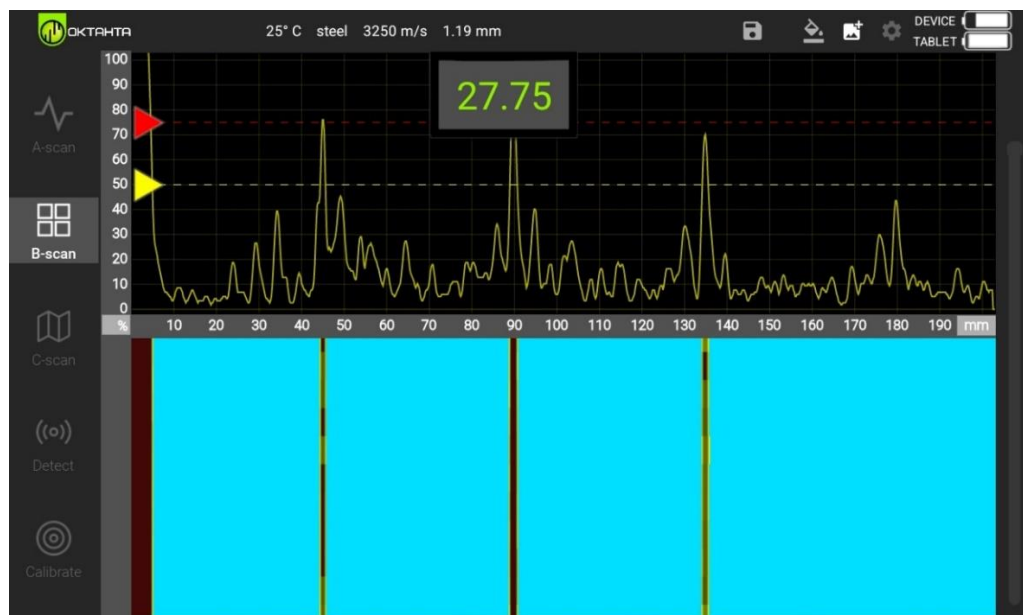 ОКТАНТА
25° C steel 3250 m/s 1.19 mm
DEVICE
TABLET
27.75
100
90
80
70
60
50
40
30
20
10
0
% 10 20 30 40 50 60 70 80 90 100 110 120 130 140 150 160 170 180 190 mm
A-scan
B-scan
C-scan
Detect
Calibrate